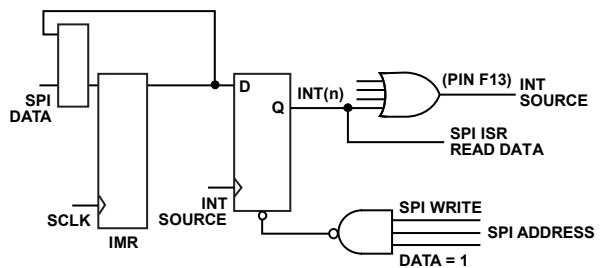 SPI
DATA
SCLK
IMR
D
Q
INT
SOURCE
INT(n)
(PIN F13)
INT
SOURCE
SPI ISR
READ DATA
SPI WRITE
SPI ADDRESS
DATA = 1